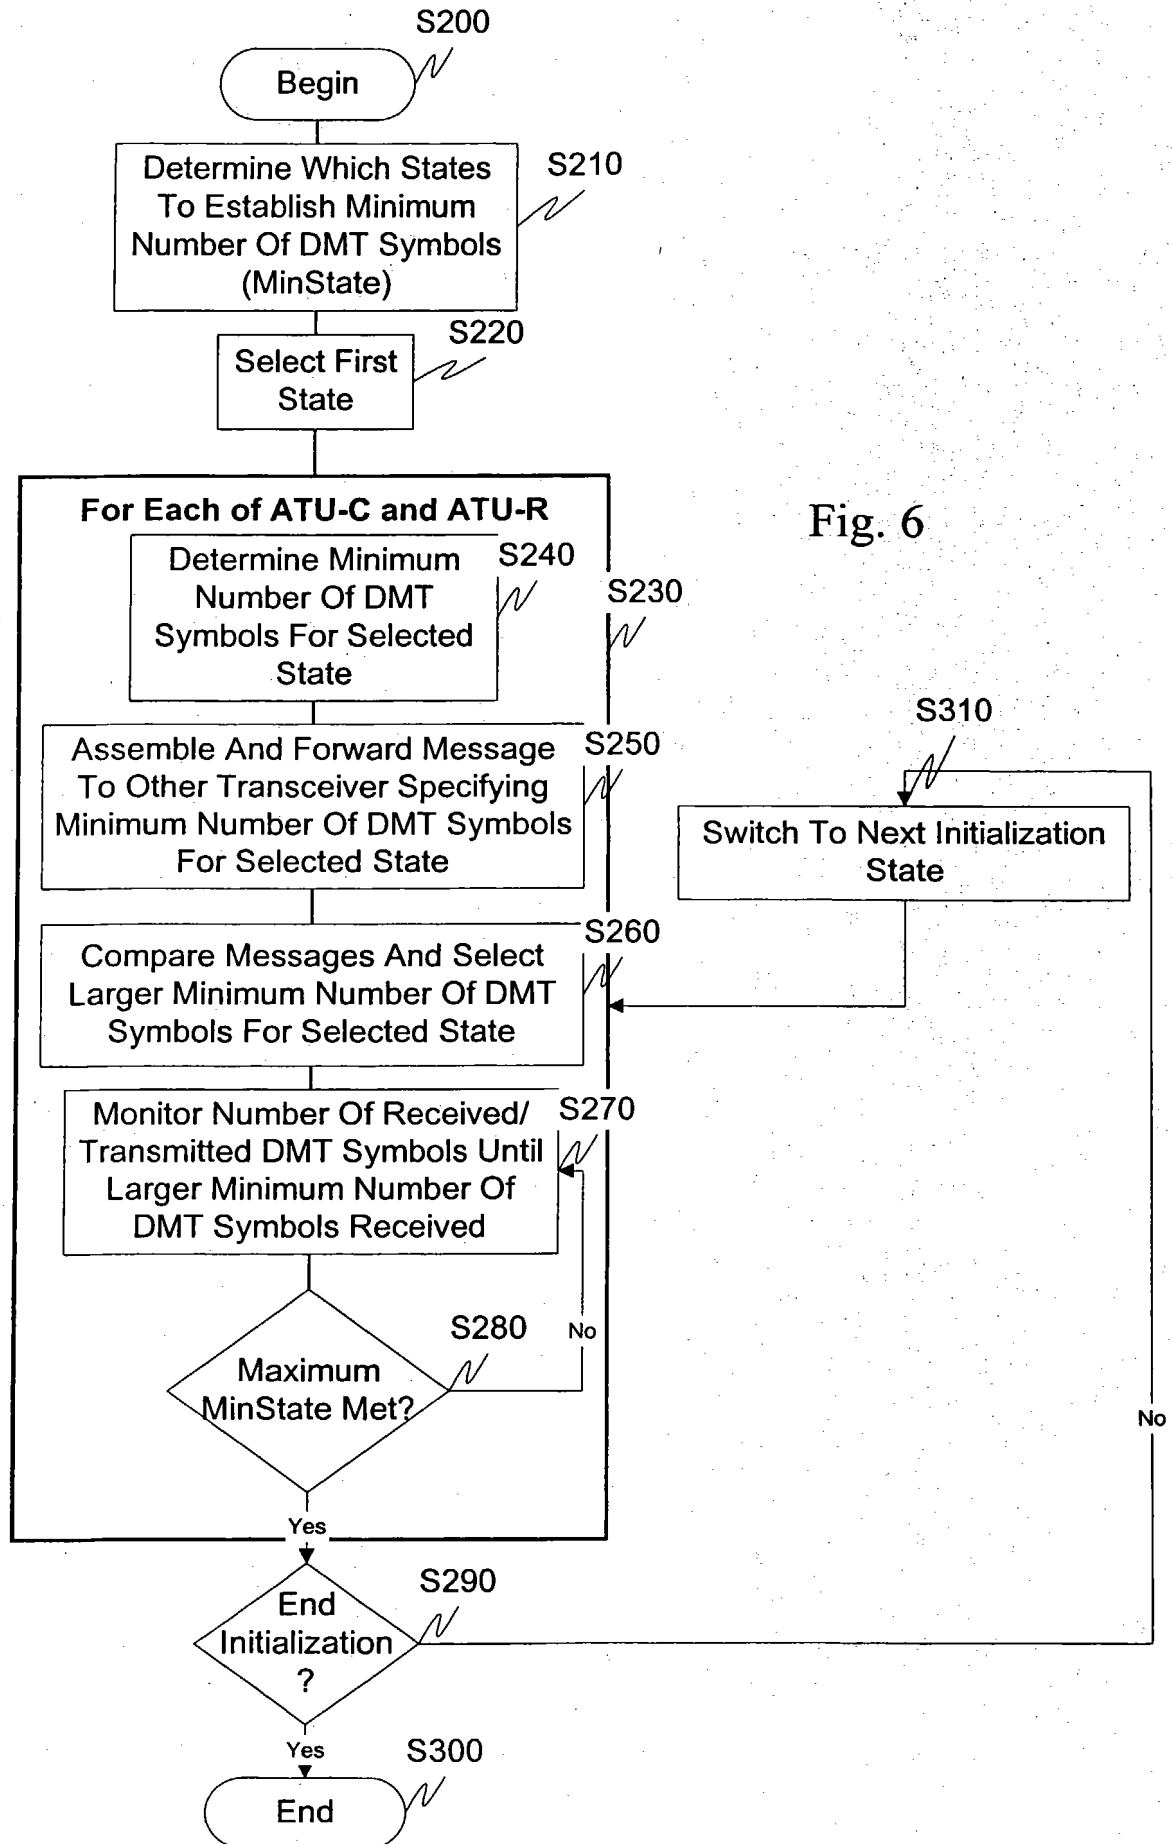 S200
Begin
Determine Which States
To Establish Minimum
Number Of DMT Symbols
(MinState)
S210
S220
Select First
State
For Each of ATU-C and ATU-R
Fig. 6
Determine Minimum
Number Of DMT
Symbols For Selected
State
S240
S230
Assemble And Forward Message
To Other Transceiver Specifying
Minimum Number Of DMT Symbols
For Selected State
S250
S310
Switch To Next Initialization
State
Compare Messages And Select
Larger Minimum Number Of DMT
Symbols For Selected State
S260
Monitor Number Of Received/
Transmitted DMT Symbols Until
Larger Minimum Number Of
DMT Symbols Received
S270
S280
No
Maximum
MinState Met?
No
Yes
S290
End
Initialization
?
Yes
S300
End